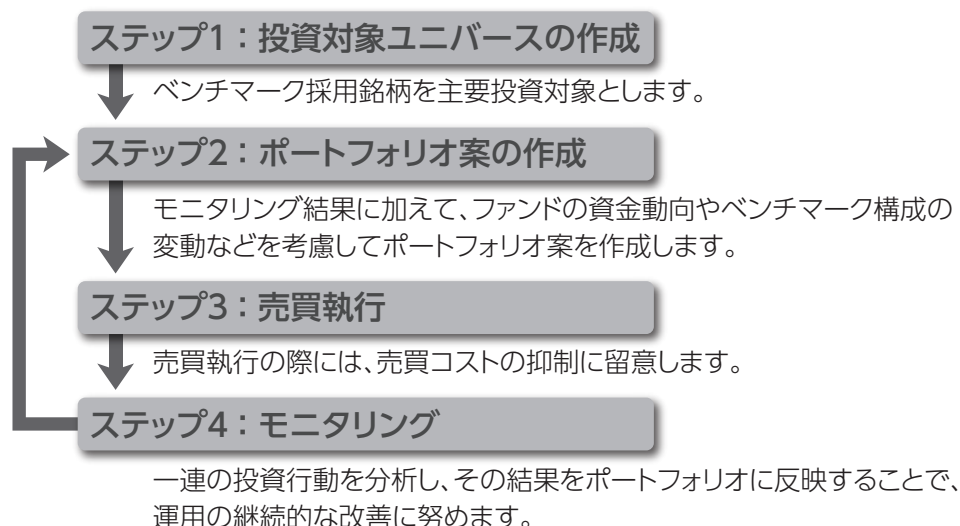 ステップ1：投資対象ユニバースの作成
ベンチマーク採用銘柄を主要投資対象とします。
ステップ2：ポートフォリオ案の作成
モニタリング結果に加えて、ファンドの資金動向やベンチマーク構成の
変動などを考慮してポートフォリオ案を作成します。
ステップ3：売買執行
売買執行の際には、売買コストの抑制に留意します。
ステップ4：モニタリング
一連の投資行動を分析し、その結果をポートフォリオに反映することで、
運用の継続的な改善に努めます。